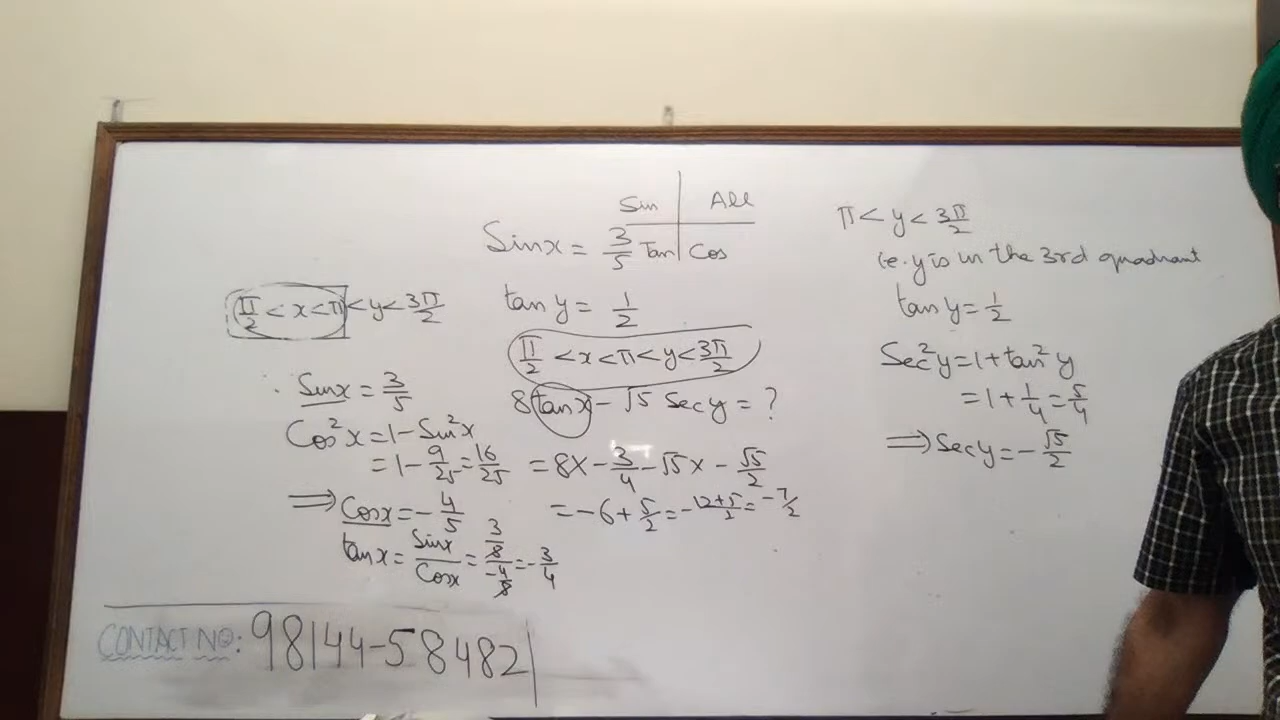 Sin | All
Tan | Cos
Sinx = 3/5
tan y = 1/2
π/2 < x < π < y < 3π/2
8 tanx - √5 Sec y = ?
= 8x - 3/4 - √5 x - √5/2
= -6 + 5/2 = -12+5/2 = -7/2
π/2 < x < π < y < 3π/2
∴ Sinx = 3/5
Cos²x = 1 - Sin²x
= 1 - 9/25 = 16/25
⇒ Cosx = -4/5
tanx = Sinx/Cosx = 3/5/-4/5 = -3/4
π < y < 3π/2
i.e. y is in the 3rd quadrant
tan y = 1/2
Sec²y = 1 + tan²y
= 1 + 1/4 = 5/4
⇒ Sec y = -√5/2
CONTACT NO: 98144-58482